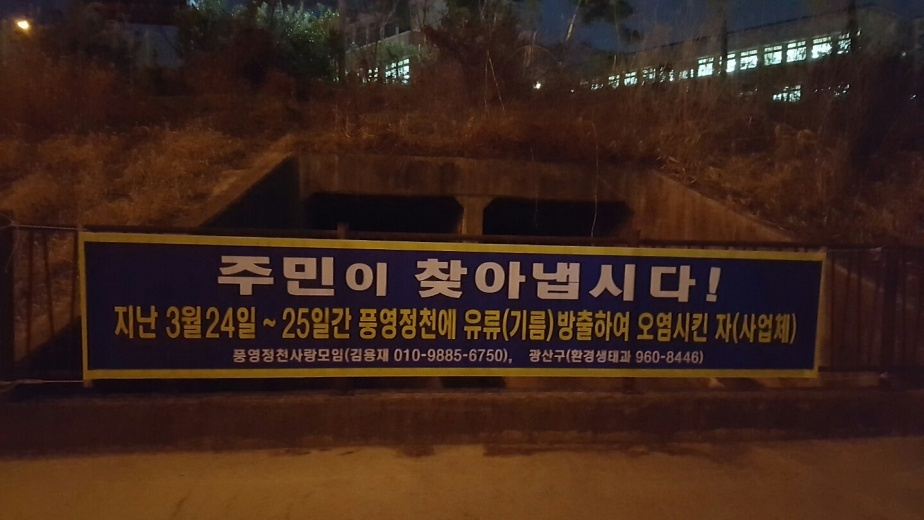 주민이 찾아냅시다!
지난 3월24일 ~ 25일간 풍영정천에 유류(기름)방출하여 오염시킨 자(사업체)
풍영정천사랑모임(김용재 010-9885-6750), 광산구(환경생태과 960-8446)